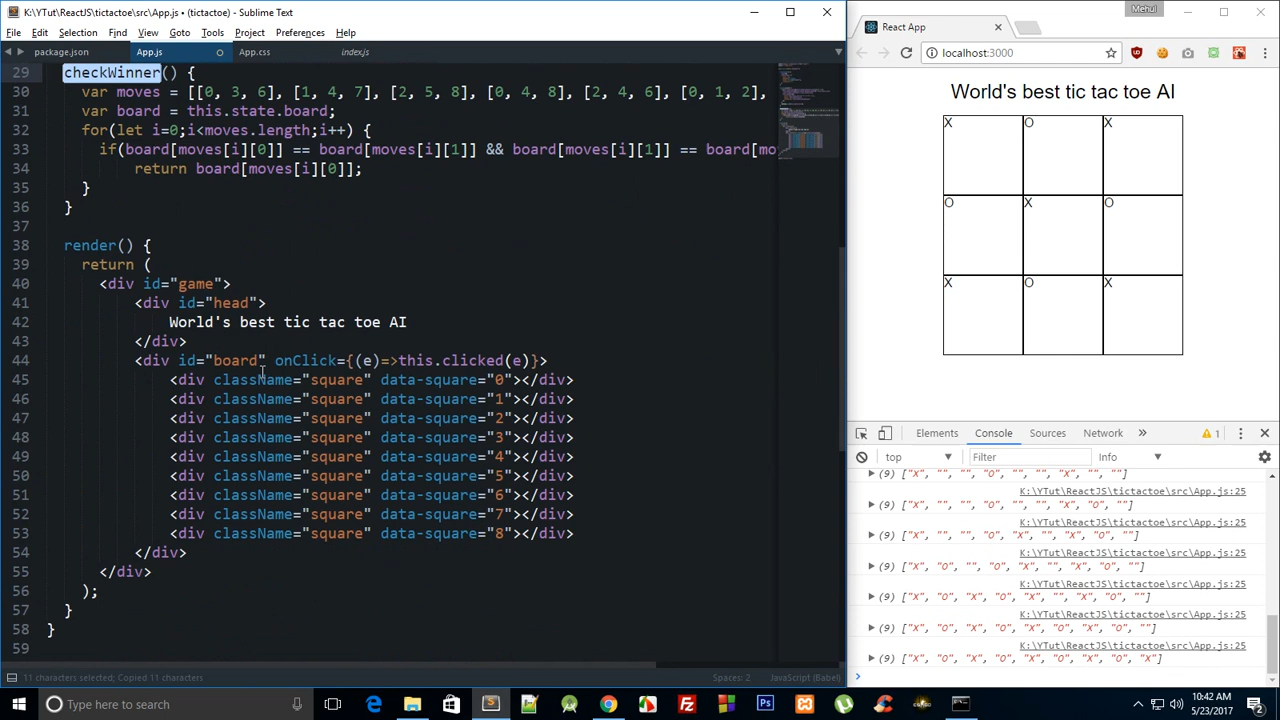 K:\YTut\ReactJS\tictactoe\src\App.js • (tictactoe) - Sublime Text
File Edit Selection Find View Goto Tools Project Preferences Help
package.json App.js App.css index.js
29 checkWinner() {
30 var moves = [[0, 3, 6], [1, 4, 7], [2, 5, 8], [0, 4, 8], [2, 4, 6], [0, 1, 2],
31 var board = this.state.board;
32 for(let i=0;i<moves.length;i++) {
33 if(board[moves[i][0]] == board[moves[i][1]] && board[moves[i][1]] == board[mo
34 return board[moves[i][0]];
35 }
36 }
37
38 render() {
39 return (
40 <div id="game">
41 <div id="head">
42 World's best tic tac toe AI
43 </div>
44 <div id="board" onClick={(e)=>this.clicked(e)}>
45 <div className="square" data-square="0"></div>
46 <div className="square" data-square="1"></div>
47 <div className="square" data-square="2"></div>
48 <div className="square" data-square="3"></div>
49 <div className="square" data-square="4"></div>
50 <div className="square" data-square="5"></div>
51 <div className="square" data-square="6"></div>
52 <div className="square" data-square="7"></div>
53 <div className="square" data-square="8"></div>
54 </div>
55 </div>
56 );
57 }
58 }
59
11 characters selected; Copied 11 characters Spaces: 2 JavaScript (Babel)
Mehul
React App
localhost:3000
World's best tic tac toe AI
X O X
O X O
X O X
Elements Console Sources Network 1
top Filter Info
(9) ["X", "", "", "O", "", "", "X", "", ""]
K:\YTut\ReactJS\tictactoe\src\App.js:25
(9) ["X", "", "", "O", "", "", "X", "O", ""]
K:\YTut\ReactJS\tictactoe\src\App.js:25
(9) ["X", "", "", "O", "X", "", "X", "O", ""]
K:\YTut\ReactJS\tictactoe\src\App.js:25
(9) ["X", "O", "", "O", "X", "", "X", "O", ""]
K:\YTut\ReactJS\tictactoe\src\App.js:25
(9) ["X", "O", "X", "O", "X", "", "X", "O", ""]
K:\YTut\ReactJS\tictactoe\src\App.js:25
(9) ["X", "O", "X", "O", "X", "O", "X", "O", ""]
K:\YTut\ReactJS\tictactoe\src\App.js:25
(9) ["X", "O", "X", "O", "X", "O", "X", "O", "X"]
Type here to search
10:42 AM
5/23/2017